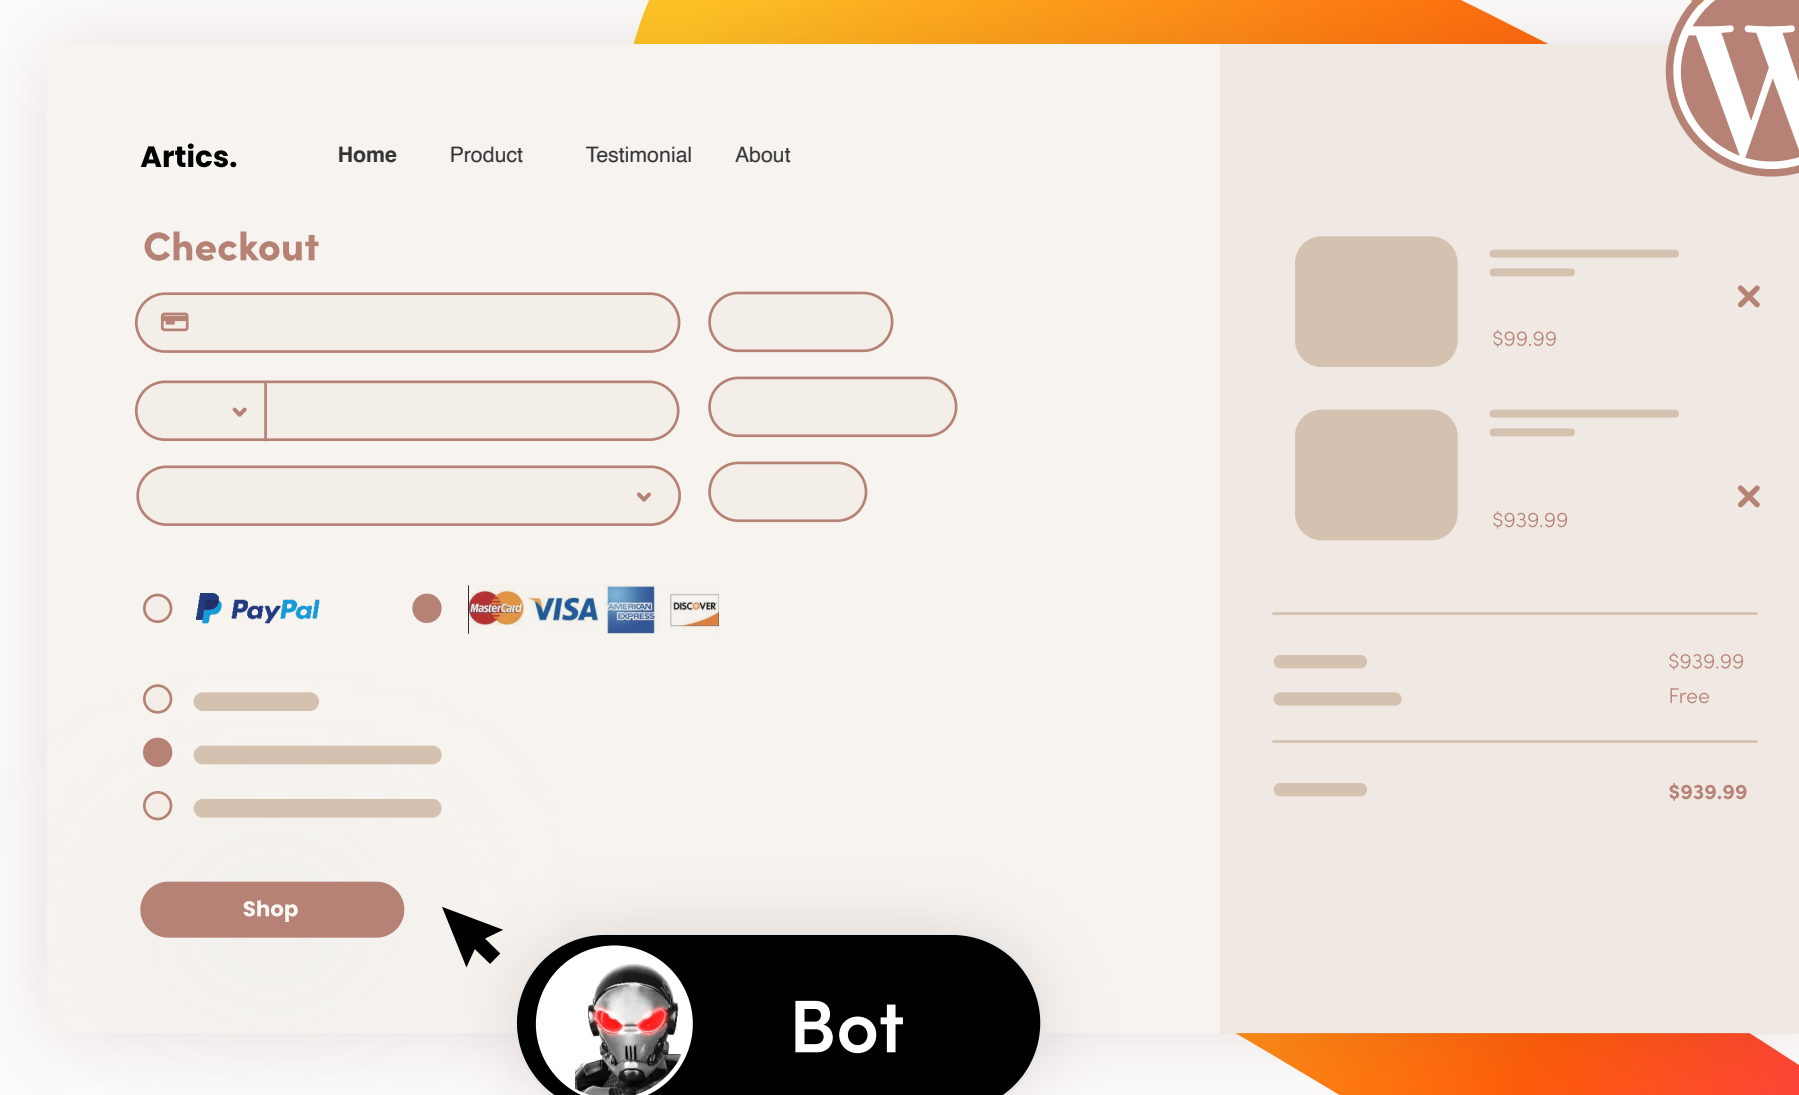 Artics.
Home Product Testimonial About
Checkout
$99.99
$939.99
PayPal MasterCard VISA AMERICAN EXPRESS DISCOVER
$939.99
Free
$939.99
Shop
Bot